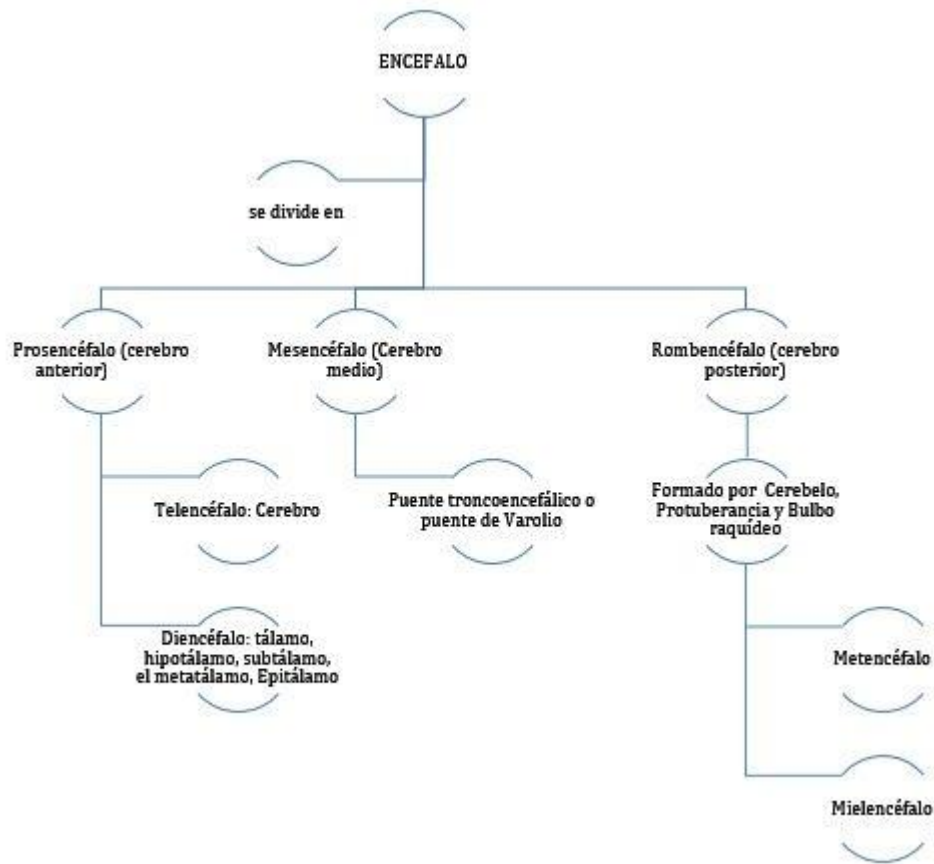 ENCEFALO
se divide en
Prosencéfalo (cerebro
anterior)
Mesencéfalo (Cerebro
medio)
Rombencéfalo (cerebro
posterior)
Telencéfalo: Cerebro
Puente troncoencefálico o
puente de Varolio
Formado por Cerebelo,
Protuberancia y Bulbo
raquídeo
Diencéfalo: tálamo,
hipotálamo, subtálamo,
el metatálamo, Epitálamo
Metencéfalo
Mielencéfalo